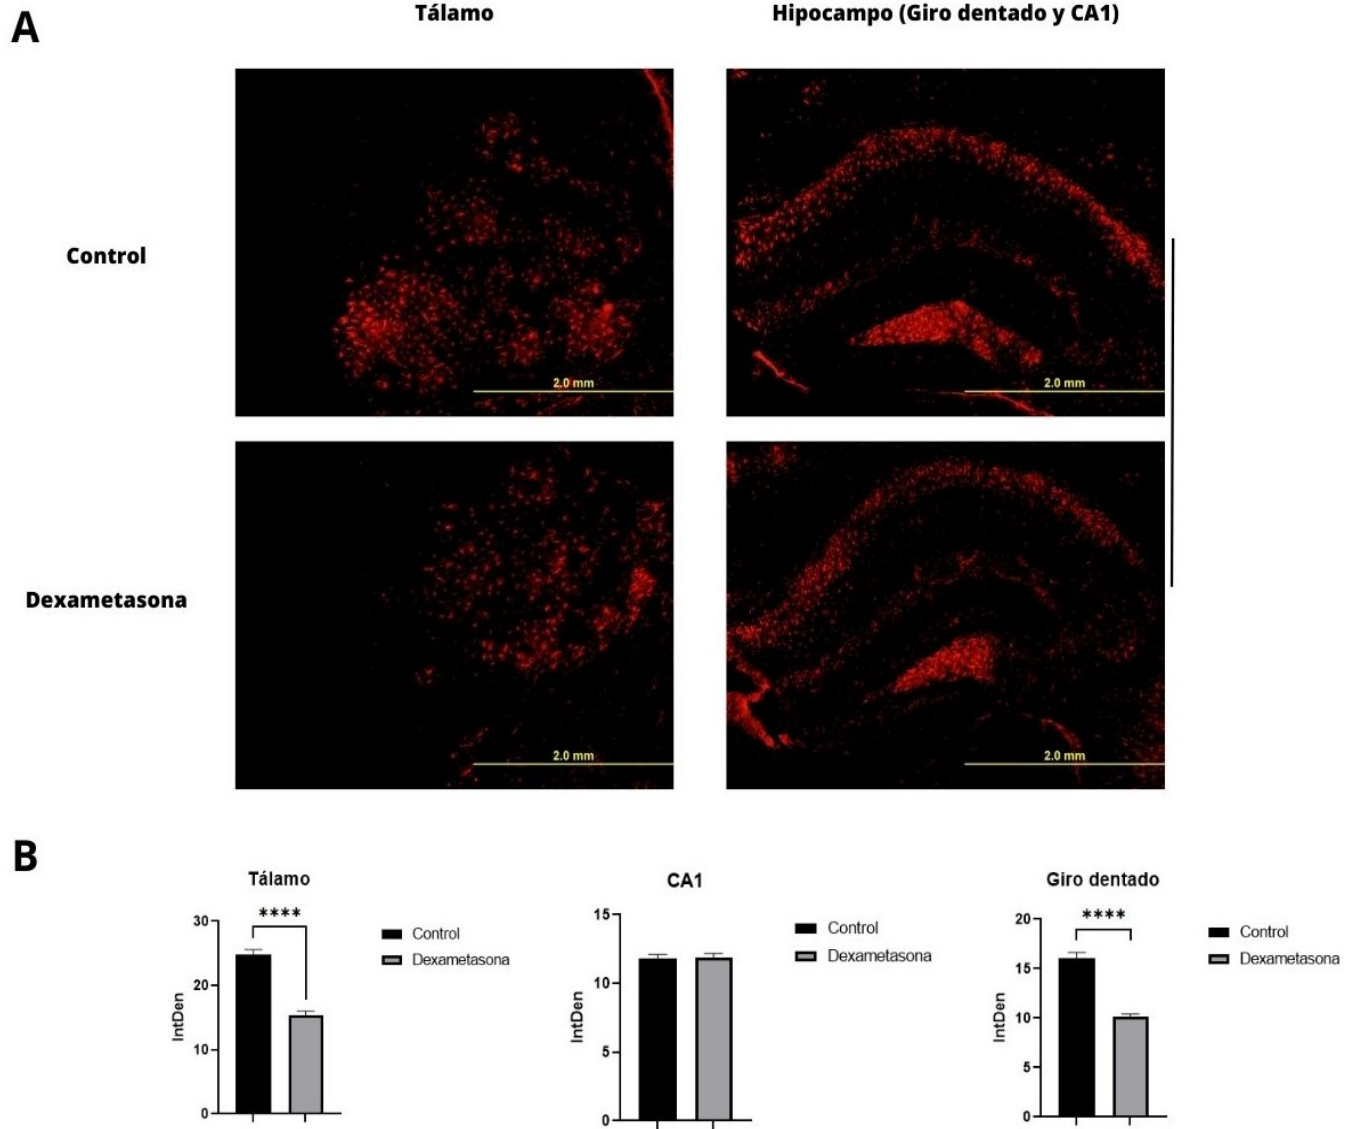 A
Tálamo
Hipocampo (Giro dentado y CA1)
Control
2.0 mm
2.0 mm
Dexametasona
2.0 mm
2.0 mm
B
Tálamo
****
30
20
10
0
IntDen
Control
Dexametasona
CA1
15
10
5
0
IntDen
Control
Dexametasona
Giro dentado
****
20
15
10
5
0
IntDen
Control
Dexametasona